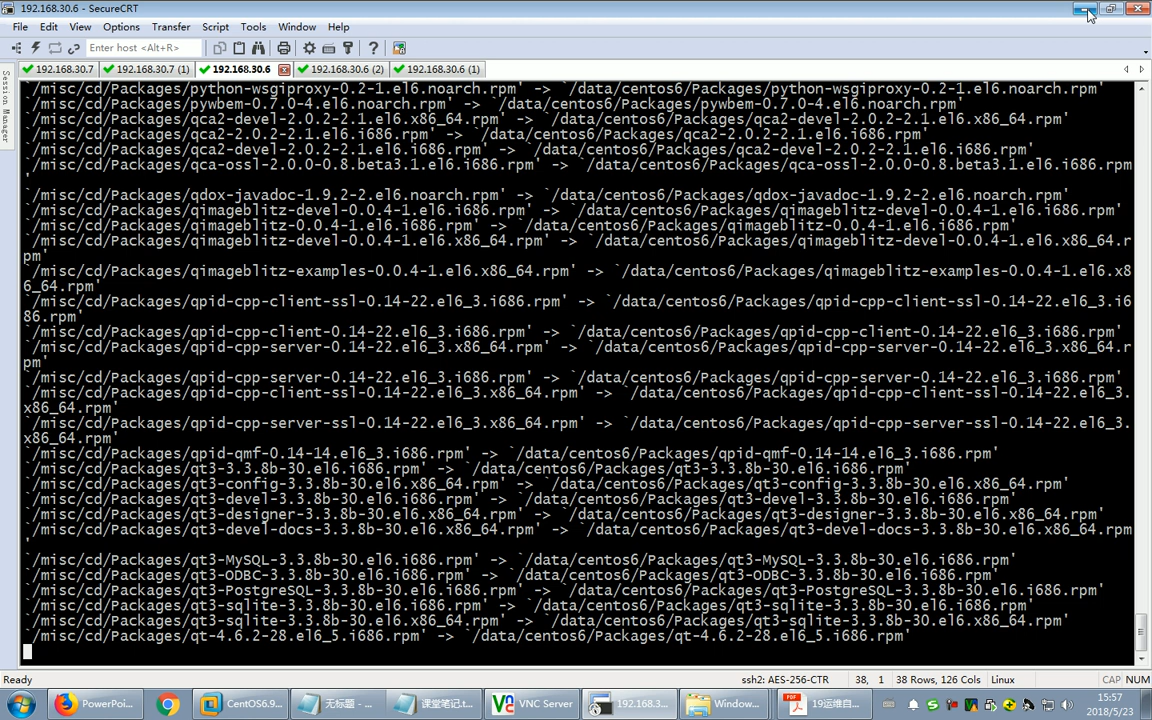 192.168.30.6 - SecureCRT
File Edit View Options Transfer Script Tools Window Help
Enter host <Alt+R>
192.168.30.7 192.168.30.7 (1) 192.168.30.6 192.168.30.6 (2) 192.168.30.6 (1)
Session Manager
`/misc/cd/Packages/python-wsgiproxy-0.2-1.el6.noarch.rpm' -> `/data/centos6/Packages/python-wsgiproxy-0.2-1.el6.noarch.rpm'
`/misc/cd/Packages/pywbem-0.7.0-4.el6.noarch.rpm' -> `/data/centos6/Packages/pywbem-0.7.0-4.el6.noarch.rpm'
`/misc/cd/Packages/qca2-devel-2.0.2-2.1.el6.x86_64.rpm' -> `/data/centos6/Packages/qca2-devel-2.0.2-2.1.el6.x86_64.rpm'
`/misc/cd/Packages/qca2-2.0.2-2.1.el6.i686.rpm' -> `/data/centos6/Packages/qca2-2.0.2-2.1.el6.i686.rpm'
`/misc/cd/Packages/qca2-devel-2.0.2-2.1.el6.i686.rpm' -> `/data/centos6/Packages/qca2-devel-2.0.2-2.1.el6.i686.rpm'
`/misc/cd/Packages/qca-ossl-2.0.0-0.8.beta3.1.el6.i686.rpm' -> `/data/centos6/Packages/qca-ossl-2.0.0-0.8.beta3.1.el6.i686.rpm
'
`/misc/cd/Packages/qdox-javadoc-1.9.2-2.el6.noarch.rpm' -> `/data/centos6/Packages/qdox-javadoc-1.9.2-2.el6.noarch.rpm'
`/misc/cd/Packages/qimageblitz-devel-0.0.4-1.el6.i686.rpm' -> `/data/centos6/Packages/qimageblitz-devel-0.0.4-1.el6.i686.rpm'
`/misc/cd/Packages/qimageblitz-0.0.4-1.el6.i686.rpm' -> `/data/centos6/Packages/qimageblitz-0.0.4-1.el6.i686.rpm'
`/misc/cd/Packages/qimageblitz-devel-0.0.4-1.el6.x86_64.rpm' -> `/data/centos6/Packages/qimageblitz-devel-0.0.4-1.el6.x86_64.r
pm'
`/misc/cd/Packages/qimageblitz-examples-0.0.4-1.el6.x86_64.rpm' -> `/data/centos6/Packages/qimageblitz-examples-0.0.4-1.el6.x8
6_64.rpm'
`/misc/cd/Packages/qpid-cpp-client-ssl-0.14-22.el6_3.i686.rpm' -> `/data/centos6/Packages/qpid-cpp-client-ssl-0.14-22.el6_3.i6
86.rpm'
`/misc/cd/Packages/qpid-cpp-client-0.14-22.el6_3.i686.rpm' -> `/data/centos6/Packages/qpid-cpp-client-0.14-22.el6_3.i686.rpm'
`/misc/cd/Packages/qpid-cpp-server-0.14-22.el6_3.x86_64.rpm' -> `/data/centos6/Packages/qpid-cpp-server-0.14-22.el6_3.x86_64.r
pm'
`/misc/cd/Packages/qpid-cpp-server-0.14-22.el6_3.i686.rpm' -> `/data/centos6/Packages/qpid-cpp-server-0.14-22.el6_3.i686.rpm'
`/misc/cd/Packages/qpid-cpp-client-ssl-0.14-22.el6_3.x86_64.rpm' -> `/data/centos6/Packages/qpid-cpp-client-ssl-0.14-22.el6_3.
x86_64.rpm'
`/misc/cd/Packages/qpid-cpp-server-ssl-0.14-22.el6_3.x86_64.rpm' -> `/data/centos6/Packages/qpid-cpp-server-ssl-0.14-22.el6_3.
x86_64.rpm'
`/misc/cd/Packages/qpid-qmf-0.14-14.el6_3.i686.rpm' -> `/data/centos6/Packages/qpid-qmf-0.14-14.el6_3.i686.rpm'
`/misc/cd/Packages/qt3-3.3.8b-30.el6.i686.rpm' -> `/data/centos6/Packages/qt3-3.3.8b-30.el6.i686.rpm'
`/misc/cd/Packages/qt3-config-3.3.8b-30.el6.x86_64.rpm' -> `/data/centos6/Packages/qt3-config-3.3.8b-30.el6.x86_64.rpm'
`/misc/cd/Packages/qt3-devel-3.3.8b-30.el6.i686.rpm' -> `/data/centos6/Packages/qt3-devel-3.3.8b-30.el6.i686.rpm'
`/misc/cd/Packages/qt3-designer-3.3.8b-30.el6.x86_64.rpm' -> `/data/centos6/Packages/qt3-designer-3.3.8b-30.el6.x86_64.rpm'
`/misc/cd/Packages/qt3-devel-docs-3.3.8b-30.el6.x86_64.rpm' -> `/data/centos6/Packages/qt3-devel-docs-3.3.8b-30.el6.x86_64.rpm
'
`/misc/cd/Packages/qt3-MySQL-3.3.8b-30.el6.i686.rpm' -> `/data/centos6/Packages/qt3-MySQL-3.3.8b-30.el6.i686.rpm'
`/misc/cd/Packages/qt3-ODBC-3.3.8b-30.el6.i686.rpm' -> `/data/centos6/Packages/qt3-ODBC-3.3.8b-30.el6.i686.rpm'
`/misc/cd/Packages/qt3-PostgreSQL-3.3.8b-30.el6.i686.rpm' -> `/data/centos6/Packages/qt3-PostgreSQL-3.3.8b-30.el6.i686.rpm'
`/misc/cd/Packages/qt3-sqlite-3.3.8b-30.el6.i686.rpm' -> `/data/centos6/Packages/qt3-sqlite-3.3.8b-30.el6.i686.rpm'
`/misc/cd/Packages/qt3-sqlite-3.3.8b-30.el6.x86_64.rpm' -> `/data/centos6/Packages/qt3-sqlite-3.3.8b-30.el6.x86_64.rpm'
`/misc/cd/Packages/qt-4.6.2-28.el6_5.i686.rpm' -> `/data/centos6/Packages/qt-4.6.2-28.el6_5.i686.rpm'
Ready ssh2: AES-256-CTR 38, 1 38 Rows, 126 Cols Linux CAP NUM
PowerPoi... CentOS6.9... 无标题 - ... 课堂笔记.t... VNC Server 192.168.3... Window... 19运维自... 15:57
2018/5/23